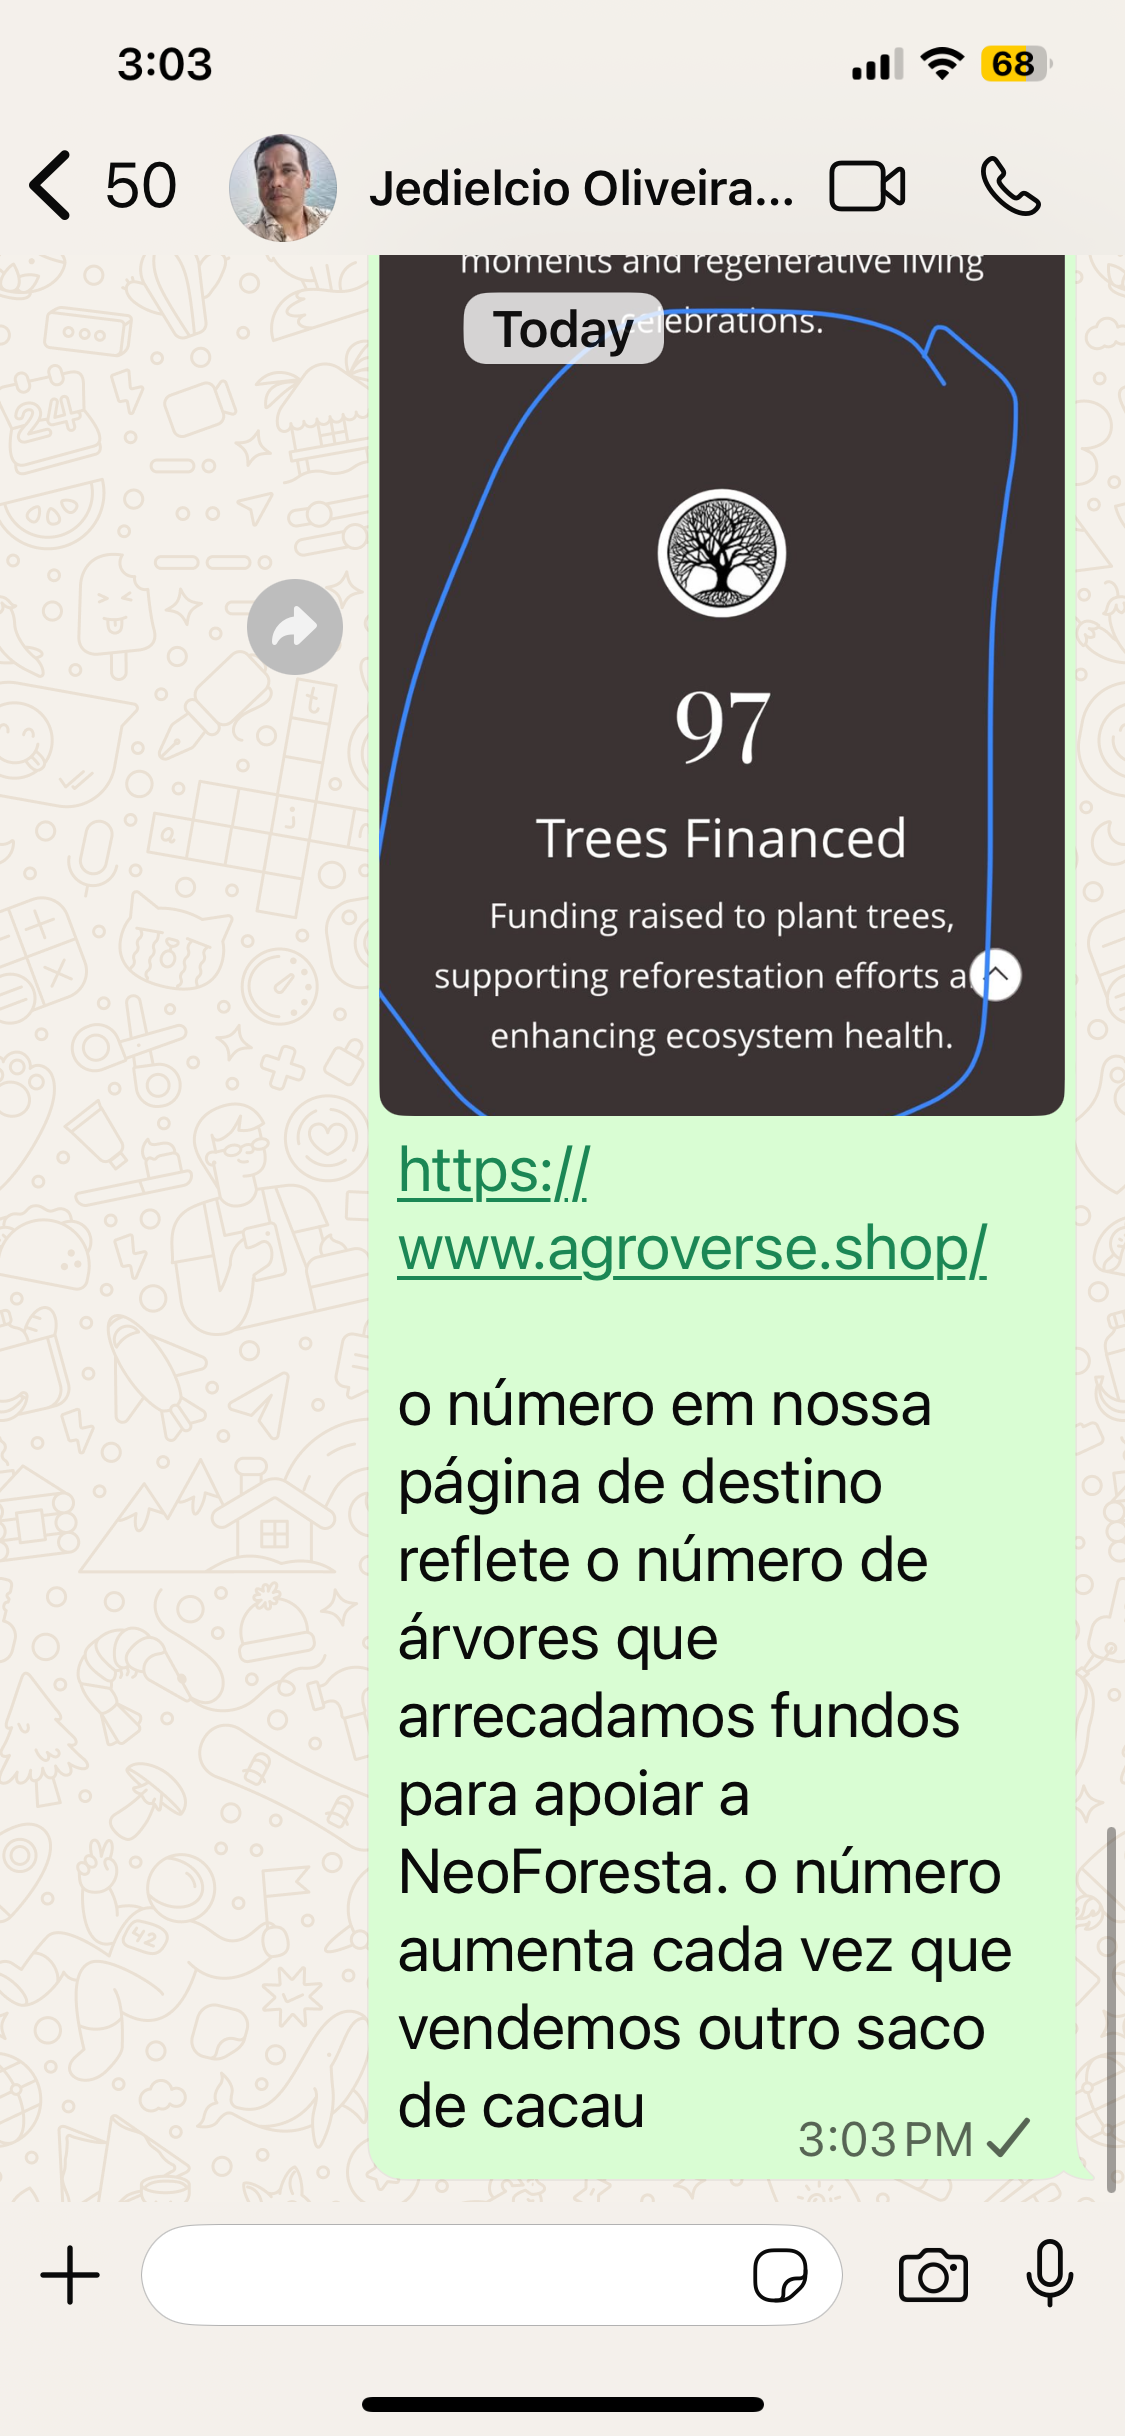 3:03
68
50
Jedielcio Oliveira...
moments and regenerative living
Today
celebrations.
97
Trees Financed
Funding raised to plant trees,
supporting reforestation efforts a
enhancing ecosystem health.
https://
www.agroverse.shop/
o número em nossa
página de destino
reflete o número de
árvores que
arrecadamos fundos
para apoiar a
NeoForesta. o número
aumenta cada vez que
vendemos outro saco
de cacau
3:03 PM